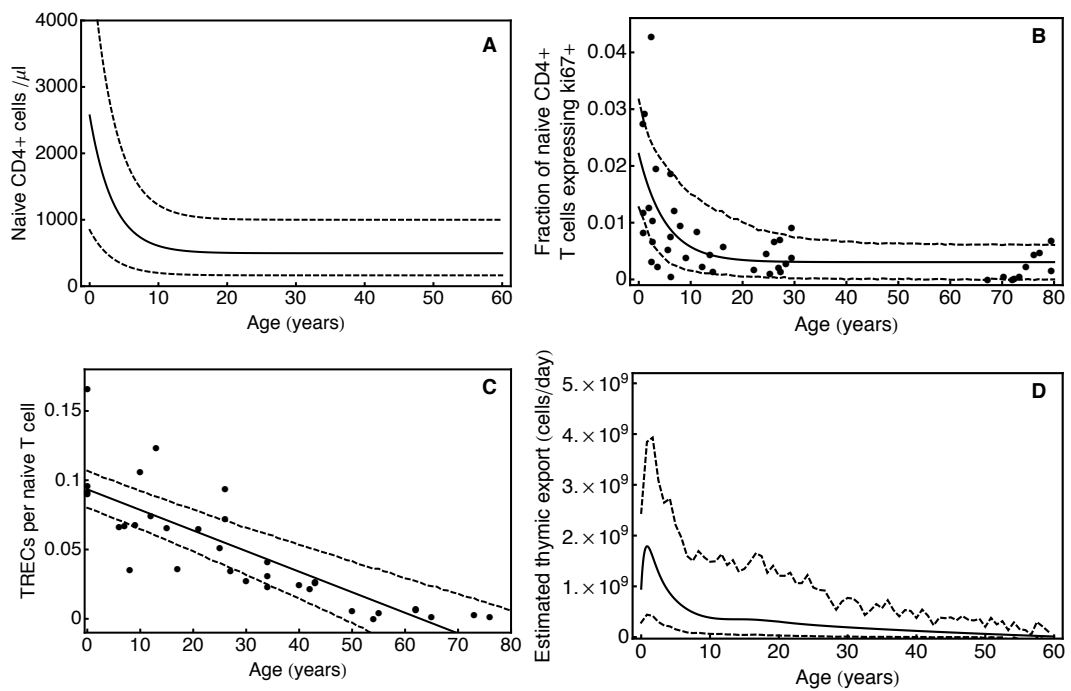 A
Naive CD4+ cells /μl
4000
3000
2000
1000
0
0 10 20 30 40 50 60
Age (years)
B
Fraction of naive CD4+
T cells expressing ki67+
0.04
0.03
0.02
0.01
0
0 10 20 30 40 50 60 70 80
Age (years)
C
TRECs per naive T cell
0.15
0.1
0.05
0
0 10 20 30 40 50 60 70 80
Age (years)
D
Estimated thymic export (cells/day)
5. × 10⁹
4. × 10⁹
3. × 10⁹
2. × 10⁹
1. × 10⁹
0
0 10 20 30 40 50 60
Age (years)